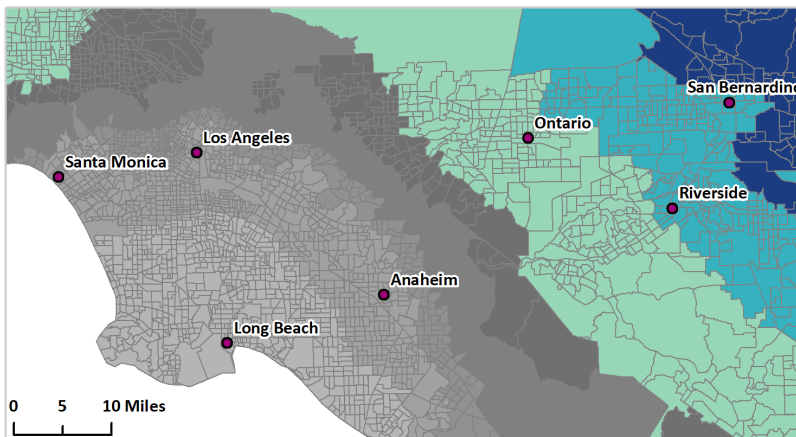 San Bernardino
Ontario
Los Angeles
Santa Monica
Riverside
Anaheim
Long Beach
0 5 10 Miles